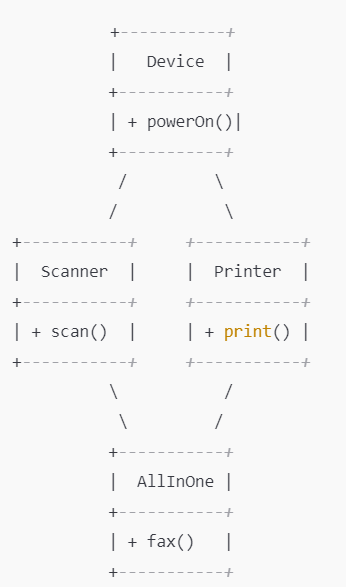 Device
+ powerOn()
Scanner Printer
+ scan() + print()
AllInOne
+ fax()